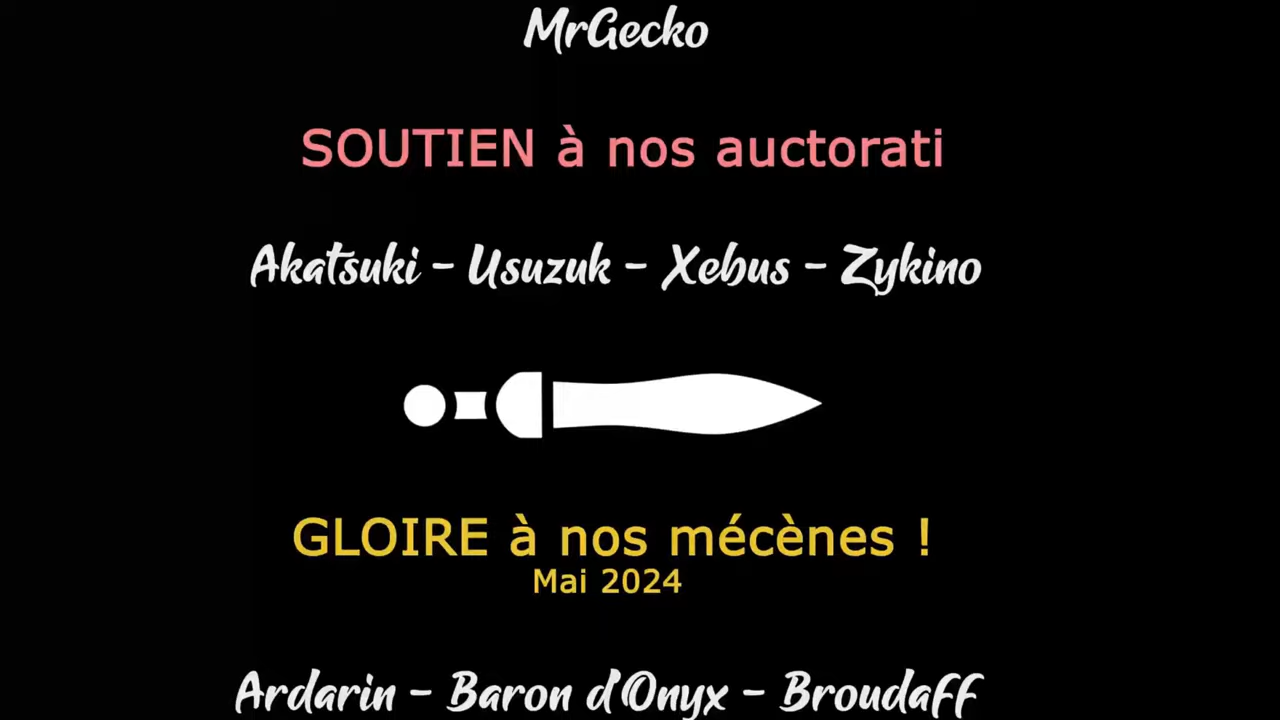 MrGecko
SOUTIEN à nos auctorati
Akatsuki - Usuzuk - Xebus - Zykino
GLOIRE à nos mécènes !
Mai 2024
Ardarin - Baron d'Onyx - Broudaff